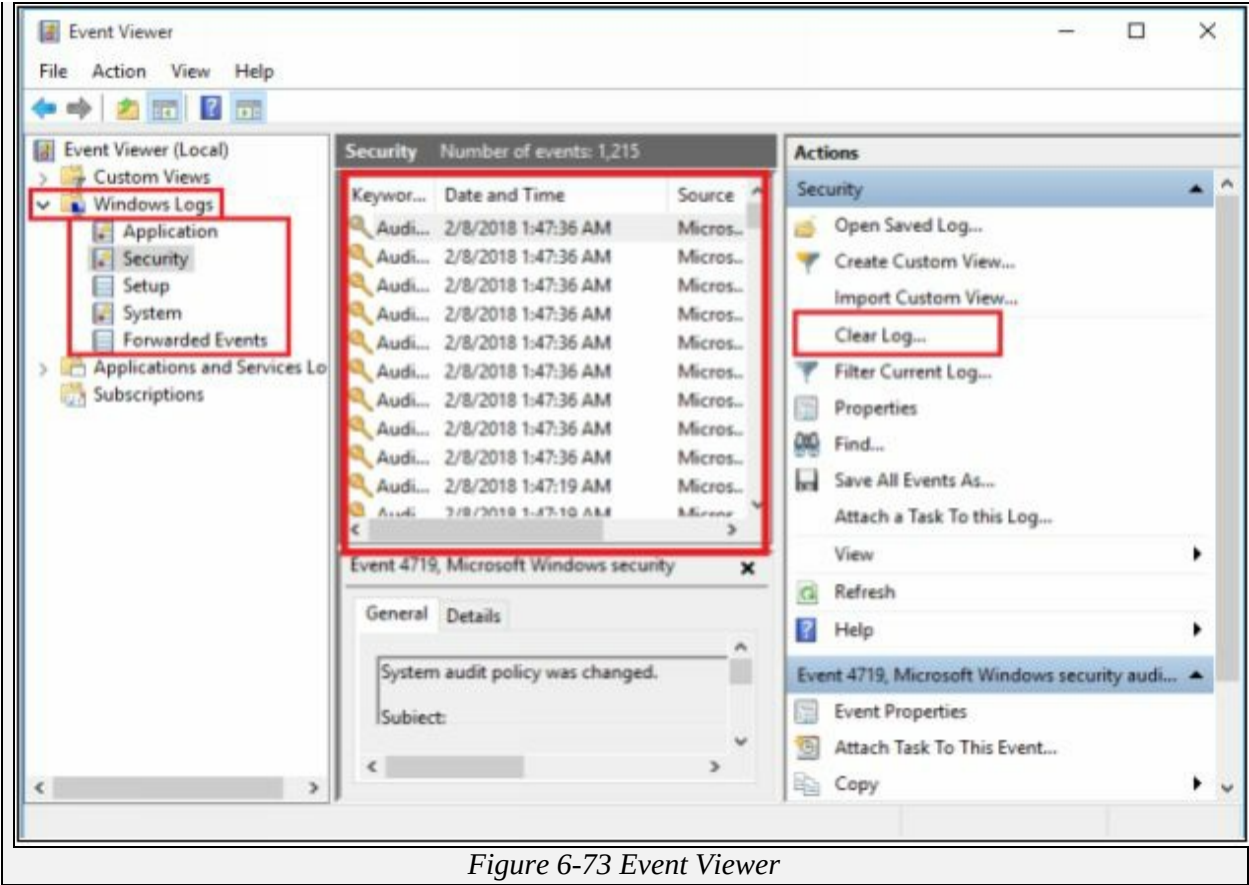 Event Viewer
File Action View Help
Event Viewer (Local)
Custom Views
Windows Logs
Application
Security
Setup
System
Forwarded Events
Applications and Services Lo
Subscriptions
Security Number of events: 1,215
Keywor... Date and Time Source
Audi... 2/8/2018 1:47:36 AM Micros...
Audi... 2/8/2018 1:47:36 AM Micros...
Audi... 2/8/2018 1:47:36 AM Micros...
Audi... 2/8/2018 1:47:36 AM Micros...
Audi... 2/8/2018 1:47:36 AM Micros...
Audi... 2/8/2018 1:47:36 AM Micros...
Audi... 2/8/2018 1:47:36 AM Micros...
Audi... 2/8/2018 1:47:36 AM Micros...
Audi... 2/8/2018 1:47:36 AM Micros...
Audi... 2/8/2018 1:47:19 AM Micros...
Audi... 2/8/2018 1:47:19 AM Micros...
Event 4719, Microsoft Windows security
General Details
System audit policy was changed.
Subject:
Actions
Security
Open Saved Log...
Create Custom View...
Import Custom View...
Clear Log...
Filter Current Log...
Properties
Find...
Save All Events As...
Attach a Task To this Log...
View
Refresh
Help
Event 4719, Microsoft Windows security audi...
Event Properties
Attach Task To This Event...
Copy
Figure 6-73 Event Viewer